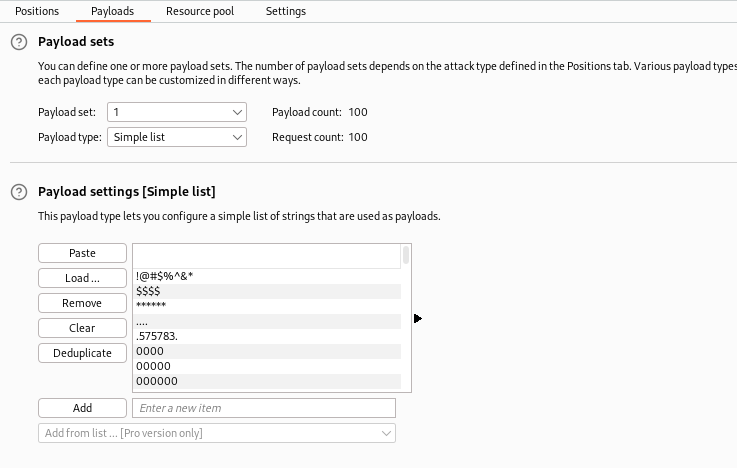 Positions Payloads Resource pool Settings
Payload sets
You can define one or more payload sets. The number of payload sets depends on the attack type defined in the Positions tab. Various payload types
each payload type can be customized in different ways.
Payload set: 1 Payload count: 100
Payload type: Simple list Request count: 100
Payload settings [Simple list]
This payload type lets you configure a simple list of strings that are used as payloads.
Paste
Load ...
Remove
Clear
Deduplicate
!@#$%^&*
$$$$
******
....
.575783.
0000
00000
000000
Add Enter a new item
Add from list ... [Pro version only]